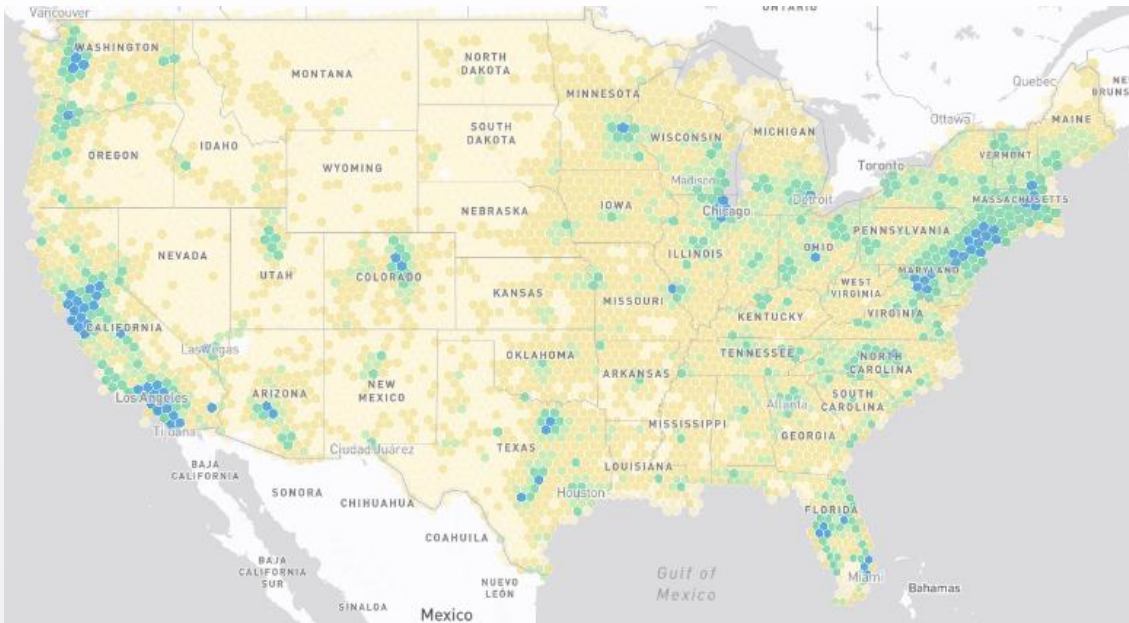 Vancouver
ONTARIO
WASHINGTON
MONTANA
NORTH
DAKOTA
MINNESOTA
Quebec
NE
BRUNSW
Ottawa
MAINE
OREGON
IDAHO
SOUTH
DAKOTA
WISCONSIN
MICHIGAN
VERMONT
Toronto
WYOMING
Madison
Detroit
MASSACHUSETTS
NEBRASKA
IOWA
Chicago
PENNSYLVANIA
NEVADA
UTAH
COLORADO
ILLINOIS
OHIO
MARYLAND
KANSAS
MISSOURI
WEST
VIRGINIA
VIRGINIA
CALIFORNIA
KENTUCKY
Las Vegas
OKLAHOMA
TENNESSEE
NORTH
CAROLINA
Los Angeles
ARIZONA
NEW
MEXICO
ARKANSAS
Atlanta
SOUTH
CAROLINA
Tijuana
MISSISSIPPI
GEORGIA
Ciudad Juárez
TEXAS
LOUISIANA
BAJA
CALIFORNIA
SONORA
CHIHUAHUA
Houston
FLORIDA
COAHUILA
BAJA
CALIFORNIA
SUR
NUEVO
LEÓN
Gulf of
Mexico
Miami
Bahamas
SINALOA
Mexico